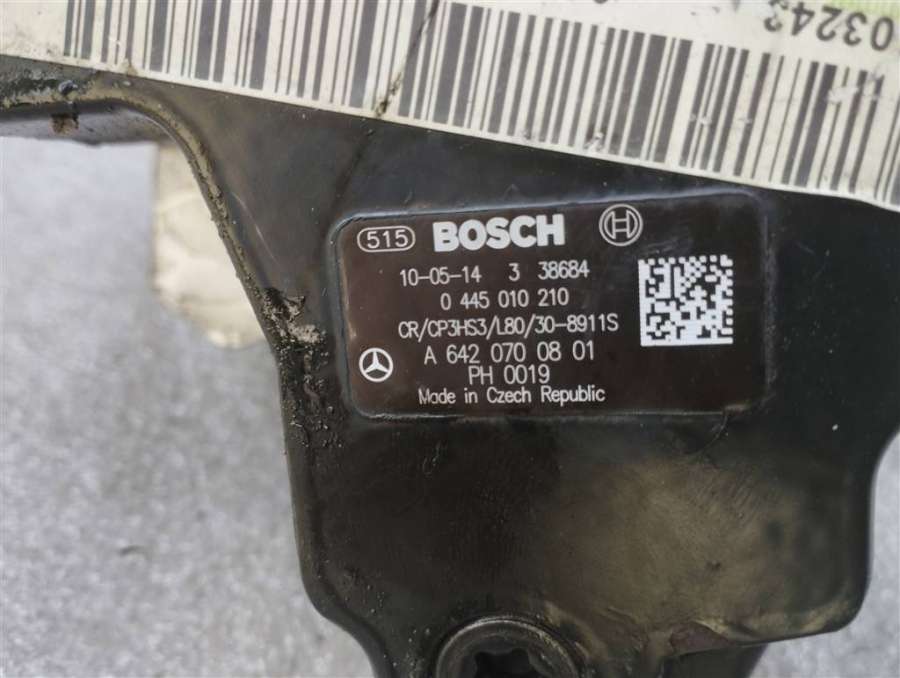 03243
515 BOSCH
10-05-14 3 38684
0 445 010 210
CR/CP3HS3/L80/30-8911S
A 642 070 08 01
PH 0019
Made in Czech Republic